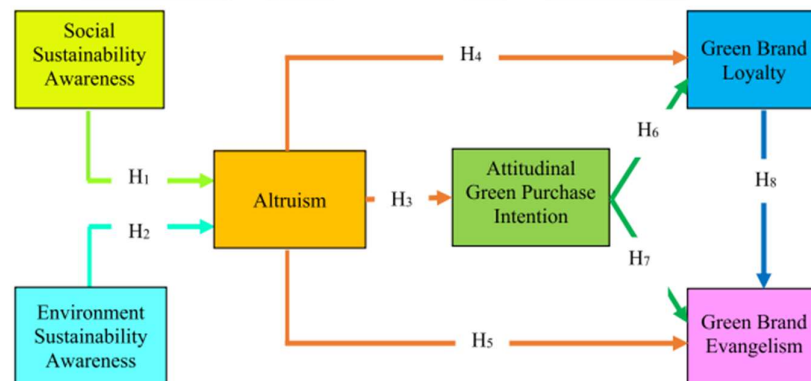 Social
Sustainability
Awareness
Green Brand
Loyalty
H4
H6
H1
Altruism
H3
Attitudinal
Green Purchase
Intention
H8
H2
H7
Environment
Sustainability
Awareness
H5
Green Brand
Evangelism